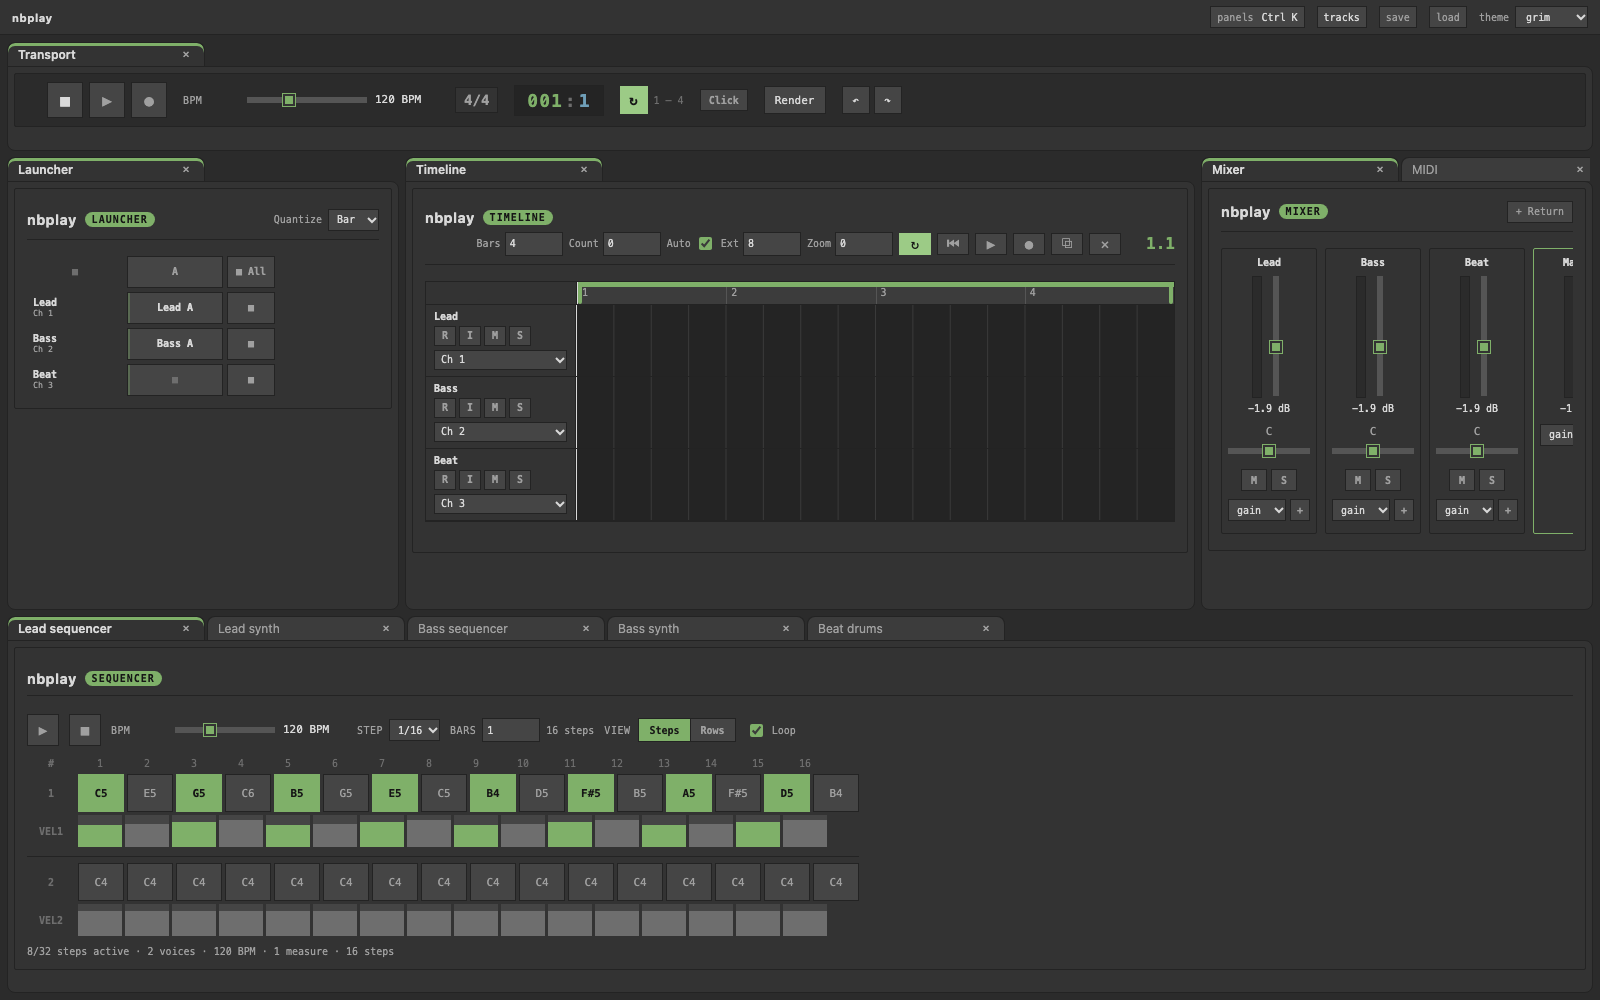 nbplay panels Ctrl K tracks save load theme grim
Transport ×
BPM 120 BPM 4/4 001:1 ↻ 1 – 4 Click Render ↶ ↷
Launcher ×
nbplay LAUNCHER Quantize Bar
A ■ All
Lead
Ch 1
Lead A
Bass
Ch 2
Bass A
Beat
Ch 3
Timeline ×
nbplay TIMELINE
Bars 4 Count 0 Auto Ext 8 Zoom 0 ↻ × 1.1
1 2 3 4
Lead
R I M S
Ch 1
Bass
R I M S
Ch 2
Beat
R I M S
Ch 3
Mixer × MIDI ×
nbplay MIXER + Return
Lead Bass Beat Ma
−1.9 dB −1.9 dB −1.9 dB −1
C C C gain
M S M S M S
gain + gain + gain +
Lead sequencer × Lead synth × Bass sequencer × Bass synth × Beat drums ×
nbplay SEQUENCER
BPM 120 BPM STEP 1/16 BARS 1 16 steps VIEW Steps Rows Loop
# 1 2 3 4 5 6 7 8 9 10 11 12 13 14 15 16
1 C5 E5 G5 C6 B5 G5 E5 C5 B4 D5 F#5 B5 A5 F#5 D5 B4
VEL1
2 C4 C4 C4 C4 C4 C4 C4 C4 C4 C4 C4 C4 C4 C4 C4 C4
VEL2
8/32 steps active · 2 voices · 120 BPM · 1 measure · 16 steps